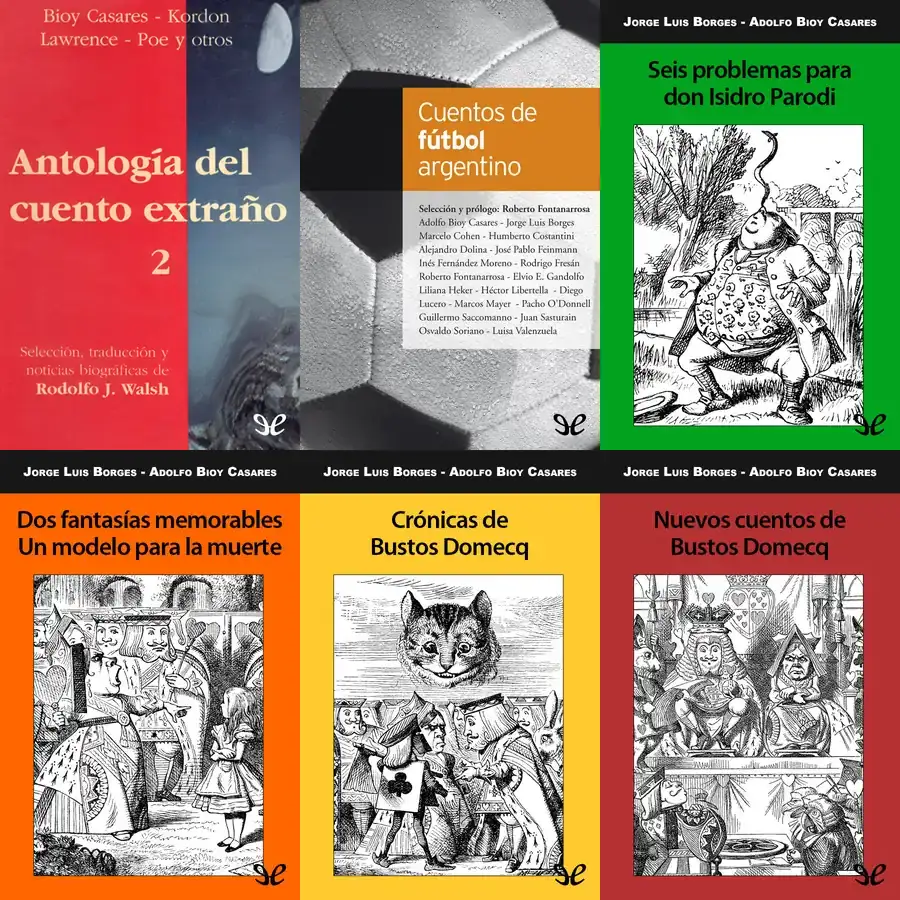 Bioy Casares - Kordon
Lawrence - Poe y otros
Antología del
cuento extraño
2
Selección, traducción y
noticias biográficas de
Rodolfo J. Walsh
Cuentos de
fútbol
argentino
Selección y prólogo: Roberto Fontanarrosa
Adolfo Bioy Casares - Jorge Luis Borges
Marcelo Cohen - Humberto Costantini
Alejandro Dolina - José Pablo Feinmann
Inés Fernández Moreno - Rodrigo Fresán
Roberto Fontanarrosa - Elvio E. Gandolfo
Liliana Heker - Héctor Libertella - Diego
Lucero - Marcos Mayer - Pacho O'Donnell
Guillermo Saccomanno - Juan Sasturain
Osvaldo Soriano - Luisa Valenzuela
Jorge Luis Borges - Adolfo Bioy Casares
Seis problemas para
don Isidro Parodi
Jorge Luis Borges - Adolfo Bioy Casares
Dos fantasías memorables
Un modelo para la muerte
Jorge Luis Borges - Adolfo Bioy Casares
Crónicas de
Bustos Domecq
Jorge Luis Borges - Adolfo Bioy Casares
Nuevos cuentos de
Bustos Domecq